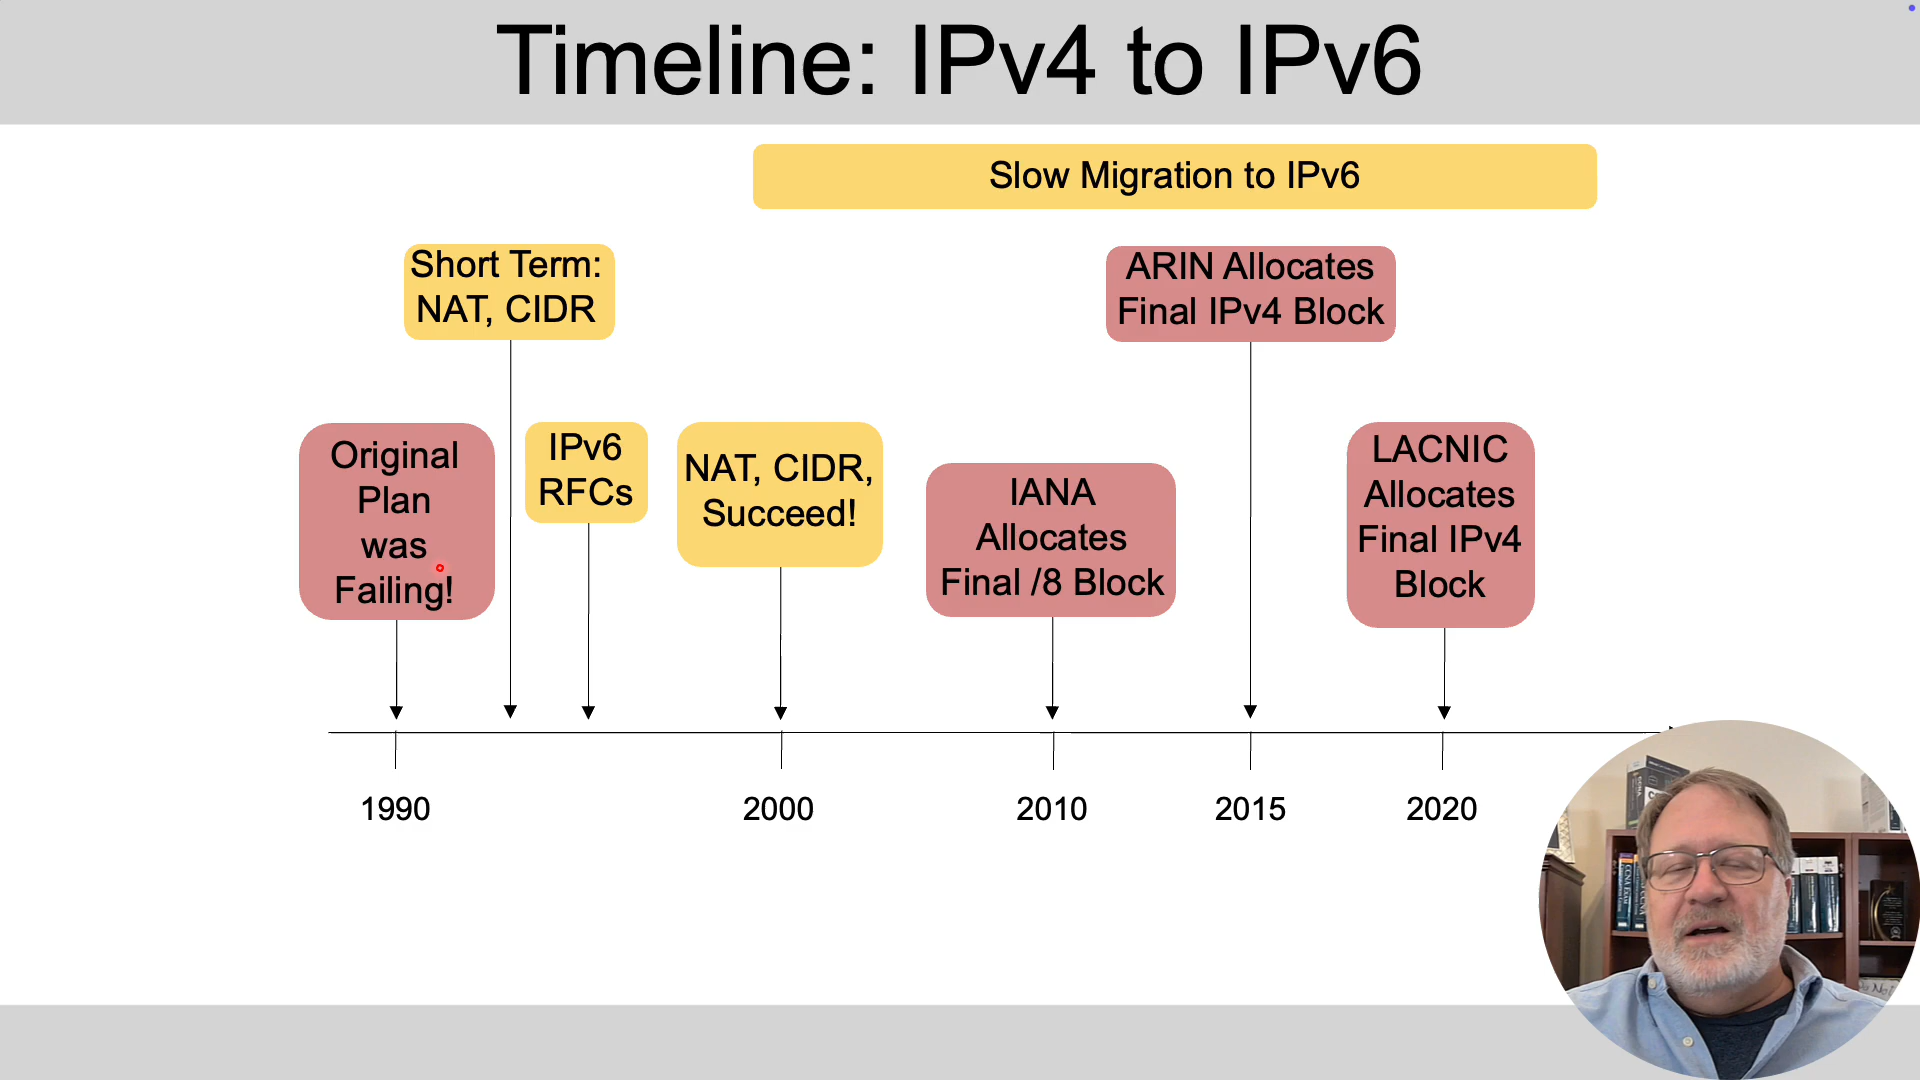 Timeline: IPv4 to IPv6
Slow Migration to IPv6
Short Term:
NAT, CIDR
ARIN Allocates
Final IPv4 Block
Original
Plan
was
Failing!
IPv6
RFCs
NAT, CIDR,
Succeed!
IANA
Allocates
Final /8 Block
LACNIC
Allocates
Final IPv4
Block
1990
2000
2010
2015
2020